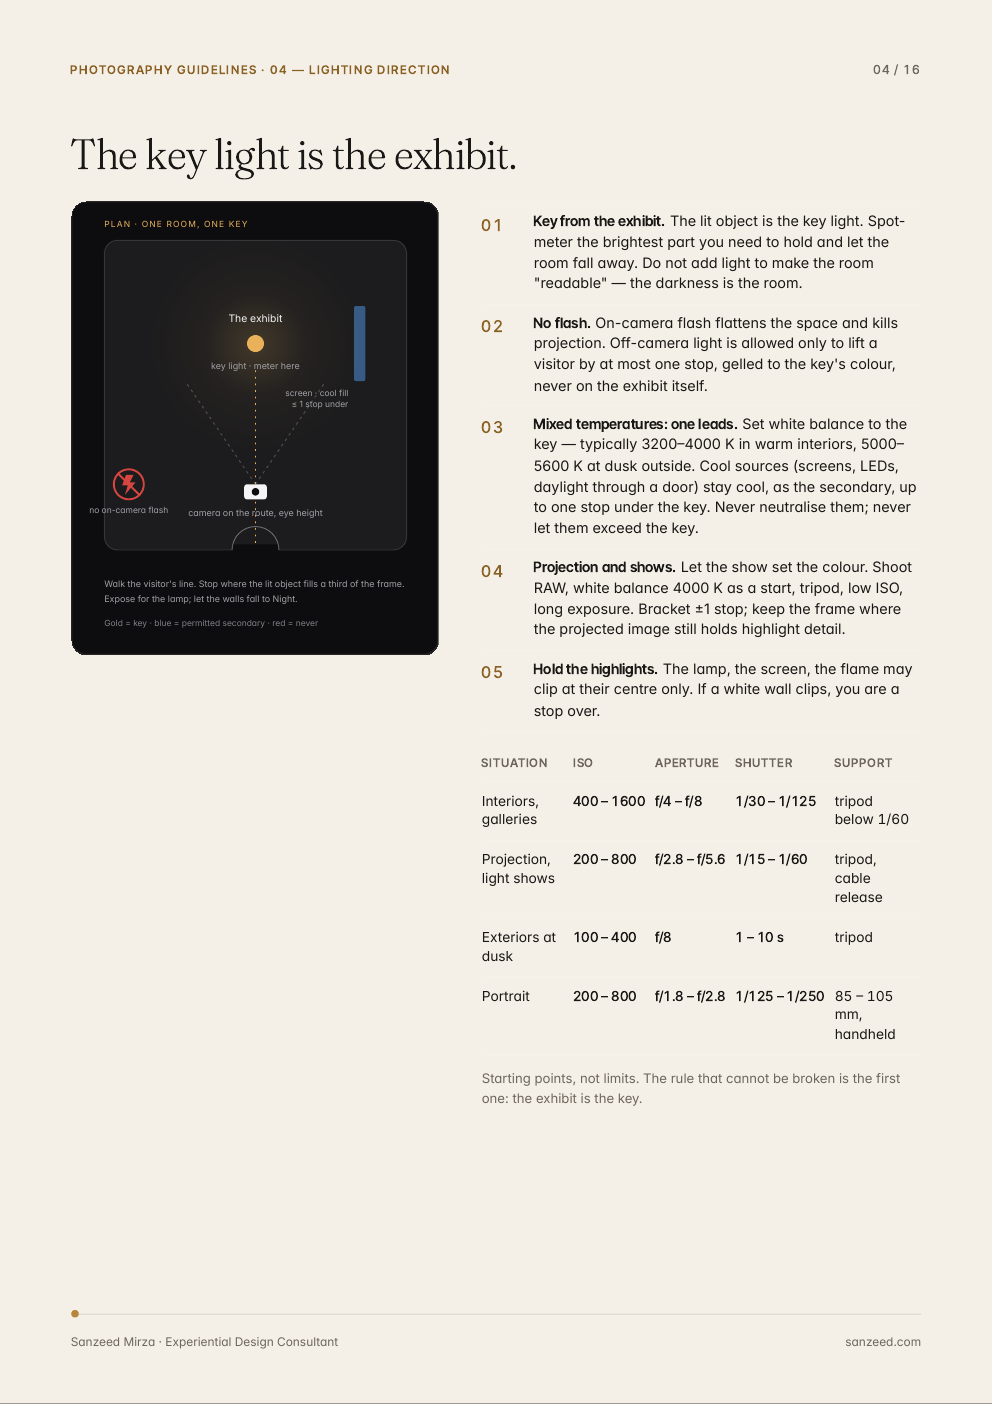 PHOTOGRAPHY GUIDELINES · 04 — LIGHTING DIRECTION
04 / 16
The key light is the exhibit.
PLAN · ONE ROOM, ONE KEY
The exhibit
key light · meter here
screen · cool fill
≤ 1 stop under
no on-camera flash
camera on the route, eye height
Walk the visitor's line. Stop where the lit object fills a third of the frame.
Expose for the lamp; let the walls fall to Night.
Gold = key · blue = permitted secondary · red = never
01
Key from the exhibit. The lit object is the key light. Spot-
meter the brightest part you need to hold and let the
room fall away. Do not add light to make the room
"readable" — the darkness is the room.
02
No flash. On-camera flash flattens the space and kills
projection. Off-camera light is allowed only to lift a
visitor by at most one stop, gelled to the key's colour,
never on the exhibit itself.
03
Mixed temperatures: one leads. Set white balance to the
key — typically 3200–4000 K in warm interiors, 5000–
5600 K at dusk outside. Cool sources (screens, LEDs,
daylight through a door) stay cool, as the secondary, up
to one stop under the key. Never neutralise them; never
let them exceed the key.
04
Projection and shows. Let the show set the colour. Shoot
RAW, white balance 4000 K as a start, tripod, low ISO,
long exposure. Bracket ±1 stop; keep the frame where
the projected image still holds highlight detail.
05
Hold the highlights. The lamp, the screen, the flame may
clip at their centre only. If a white wall clips, you are a
stop over.
SITUATION ISO APERTURE SHUTTER SUPPORT
Interiors, 400 – 1600 f/4 – f/8 1/30 – 1/125 tripod
galleries below 1/60
Projection, 200 – 800 f/2.8 – f/5.6 1/15 – 1/60 tripod,
light shows cable
release
Exteriors at 100 – 400 f/8 1 – 10 s tripod
dusk
Portrait 200 – 800 f/1.8 – f/2.8 1/125 – 1/250 85 – 105
mm,
handheld
Starting points, not limits. The rule that cannot be broken is the first
one: the exhibit is the key.
Sanzeed Mirza · Experiential Design Consultant
sanzeed.com